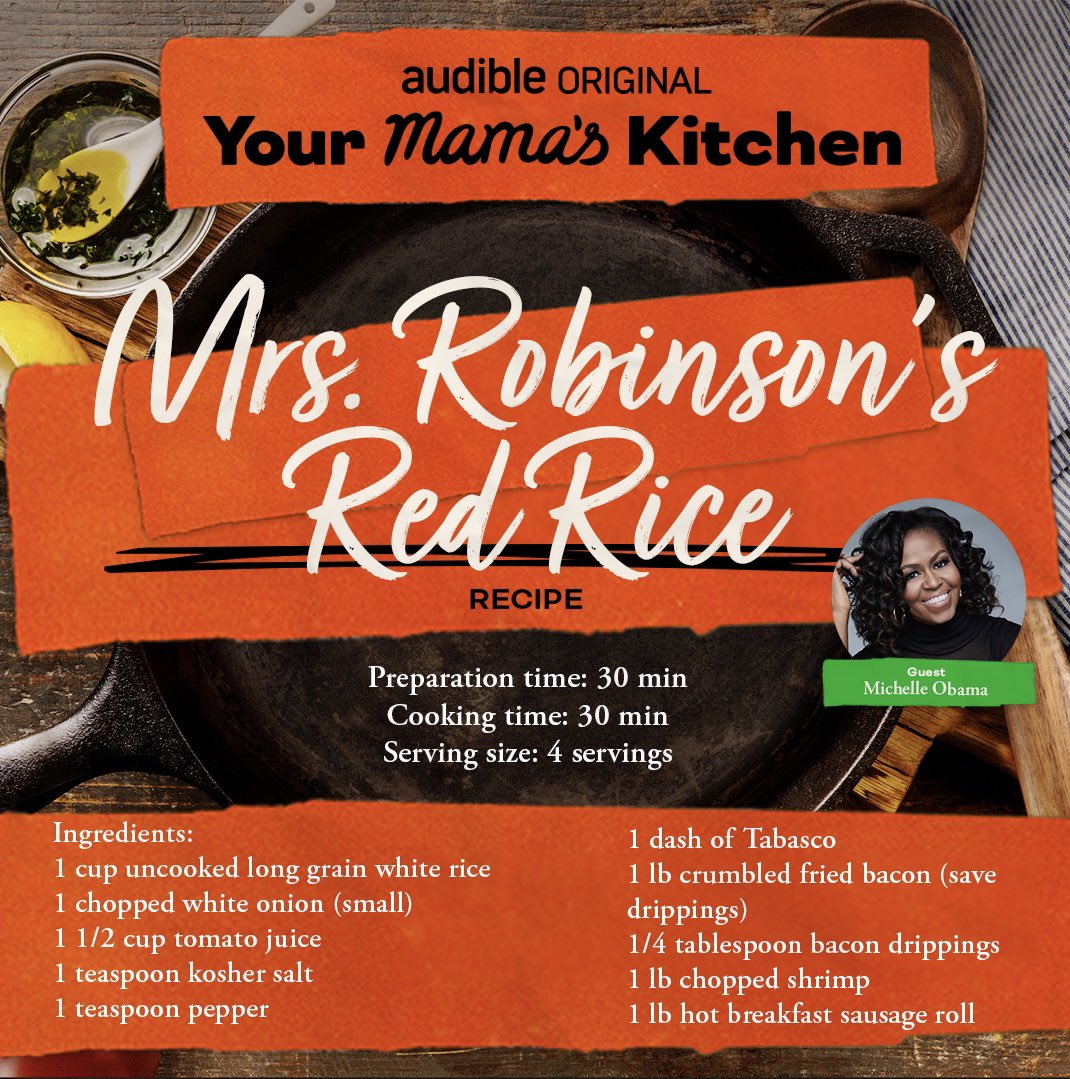 audible ORIGINAL
Your Mama's Kitchen
Mrs. Robinson's
Red Rice
RECIPE
Guest
Michelle Obama
Preparation time: 30 min
Cooking time: 30 min
Serving size: 4 servings
Ingredients:
1 cup uncooked long grain white rice
1 chopped white onion (small)
1 1/2 cup tomato juice
1 teaspoon kosher salt
1 teaspoon pepper
1 dash of Tabasco
1 lb crumbled fried bacon (save
drippings)
1/4 tablespoon bacon drippings
1 lb chopped shrimp
1 lb hot breakfast sausage roll